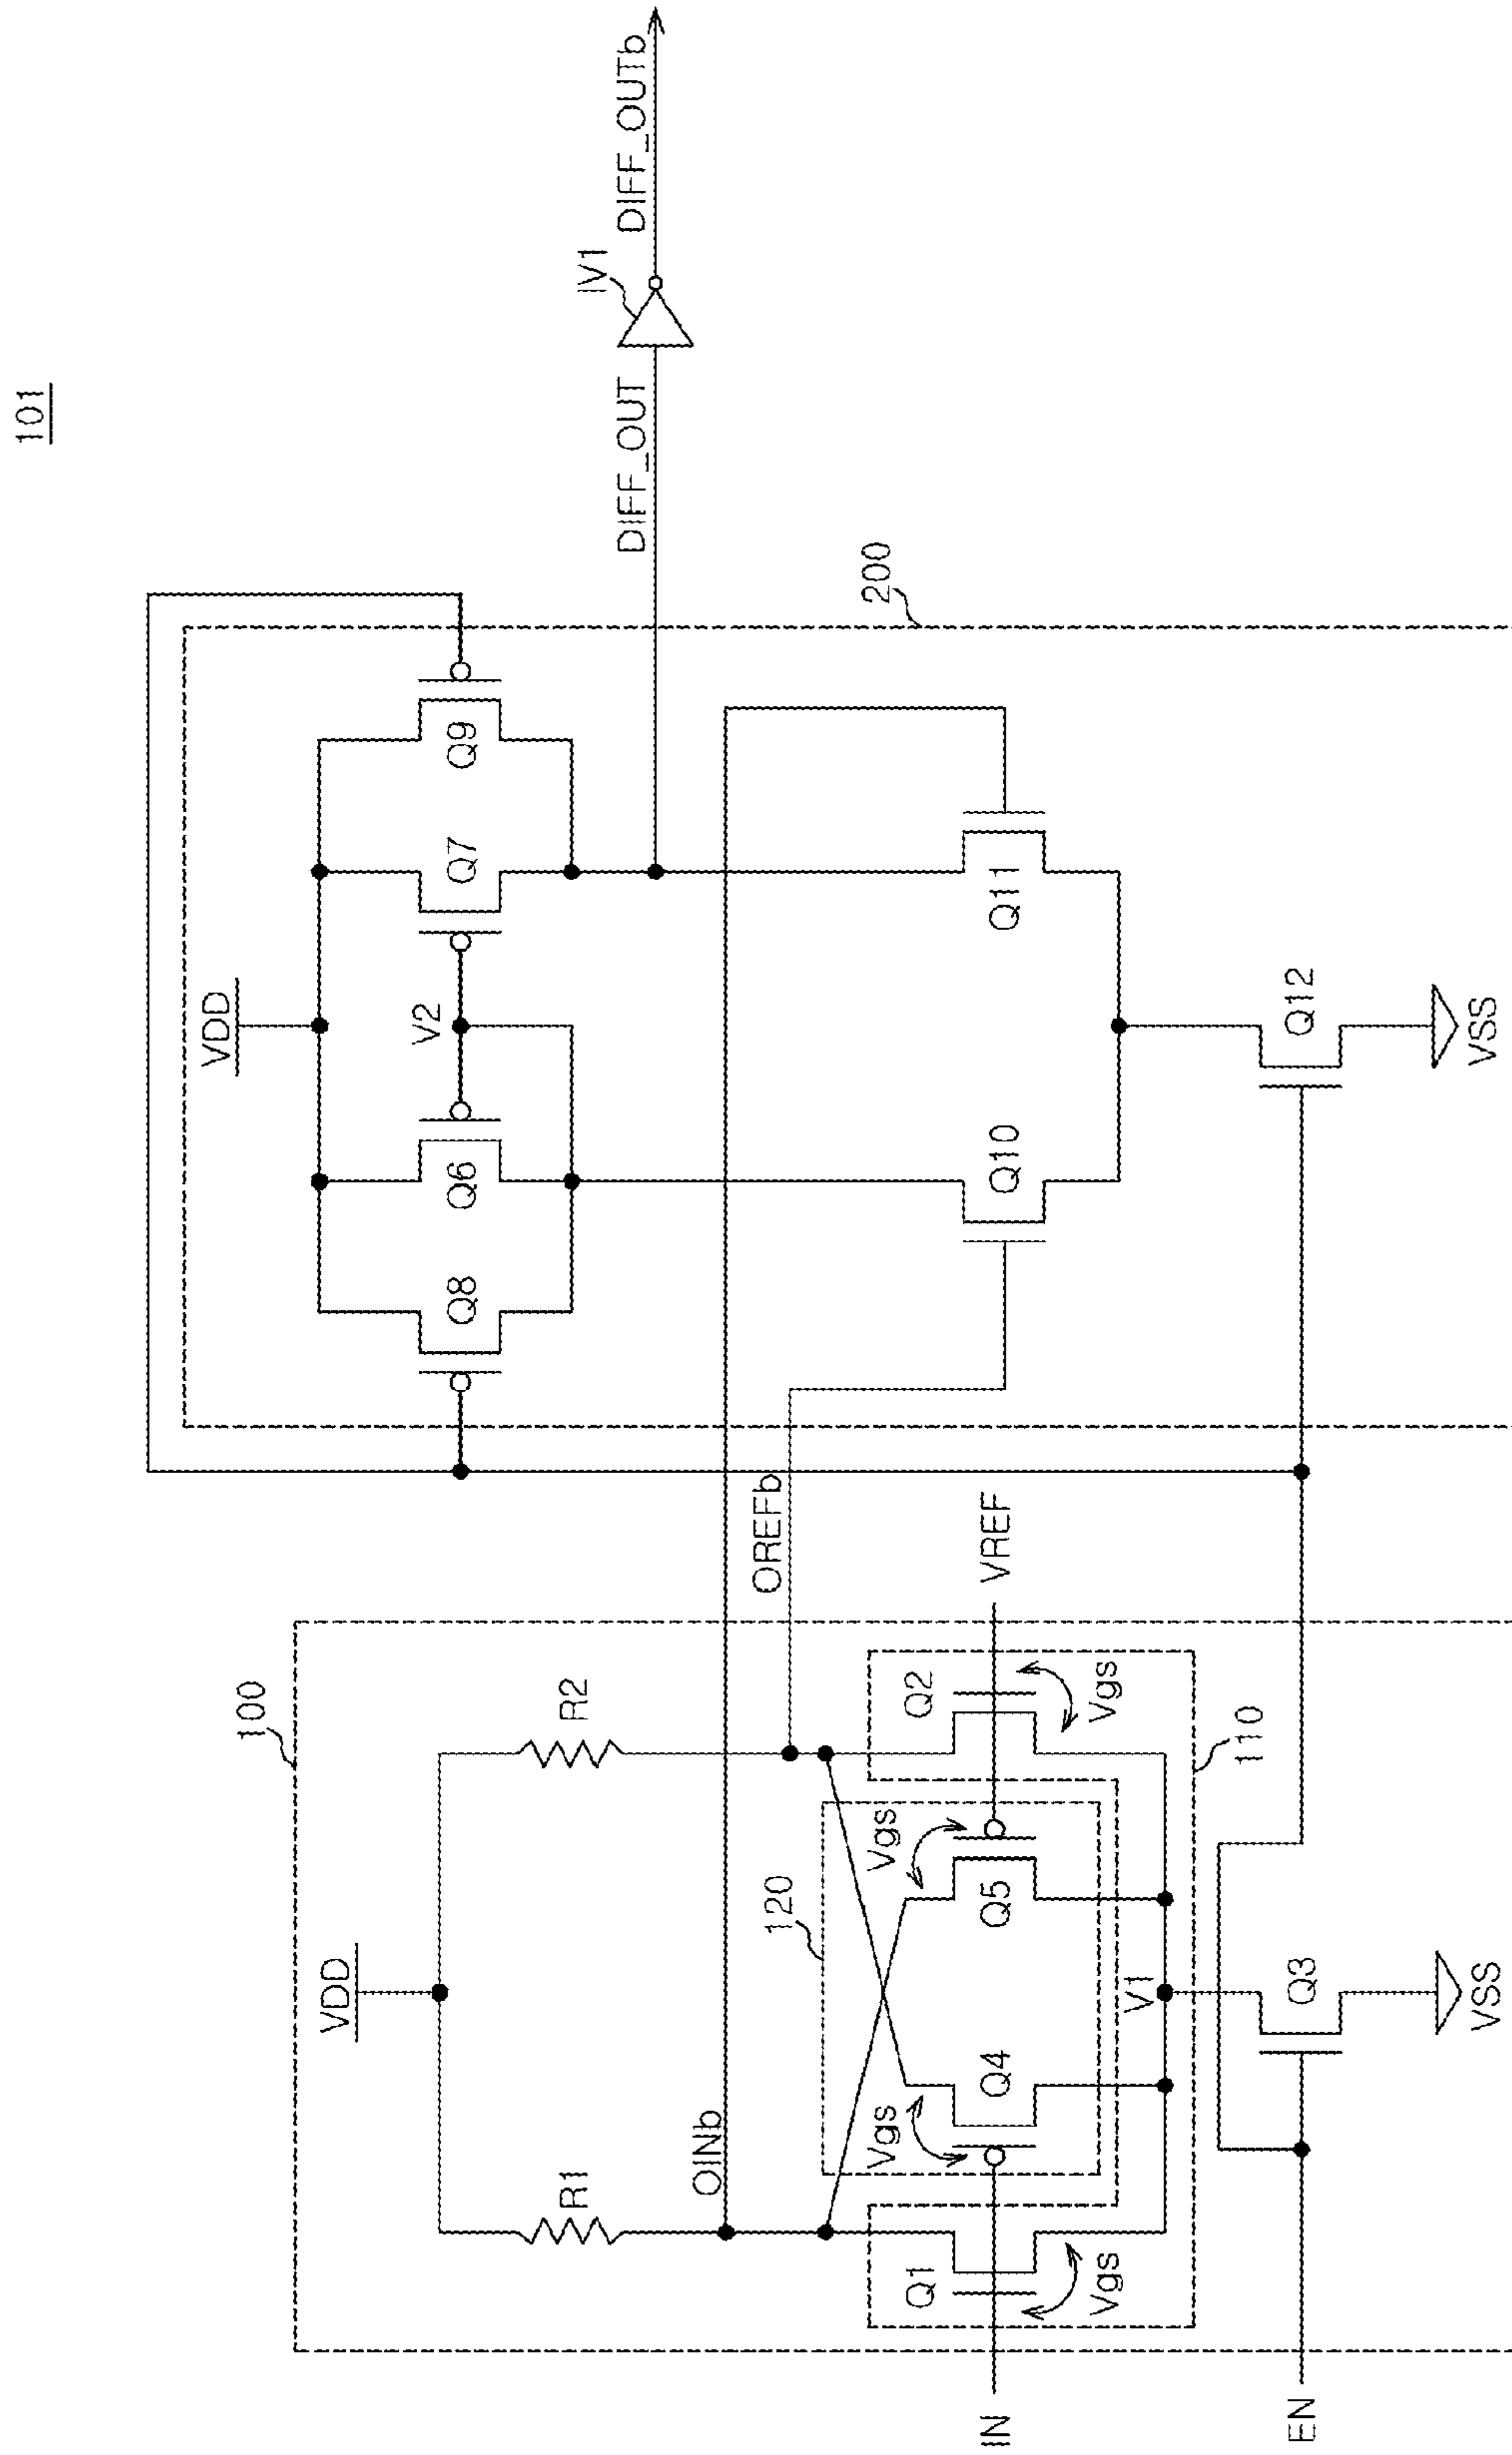 101
100
VDD
R1
R2
OINb
OREFb
120
Q1
Vgs
Q4
Vgs
Q5
Vgs
Q2
Vgs
IN
VREF
V1
110
Q3
EN
VSS
200
VDD
Q8
Q6
V2
Q7
Q9
DIFF_OUT
IV1
DIFF_OUTb
Q10
Q11
Q12
VSS